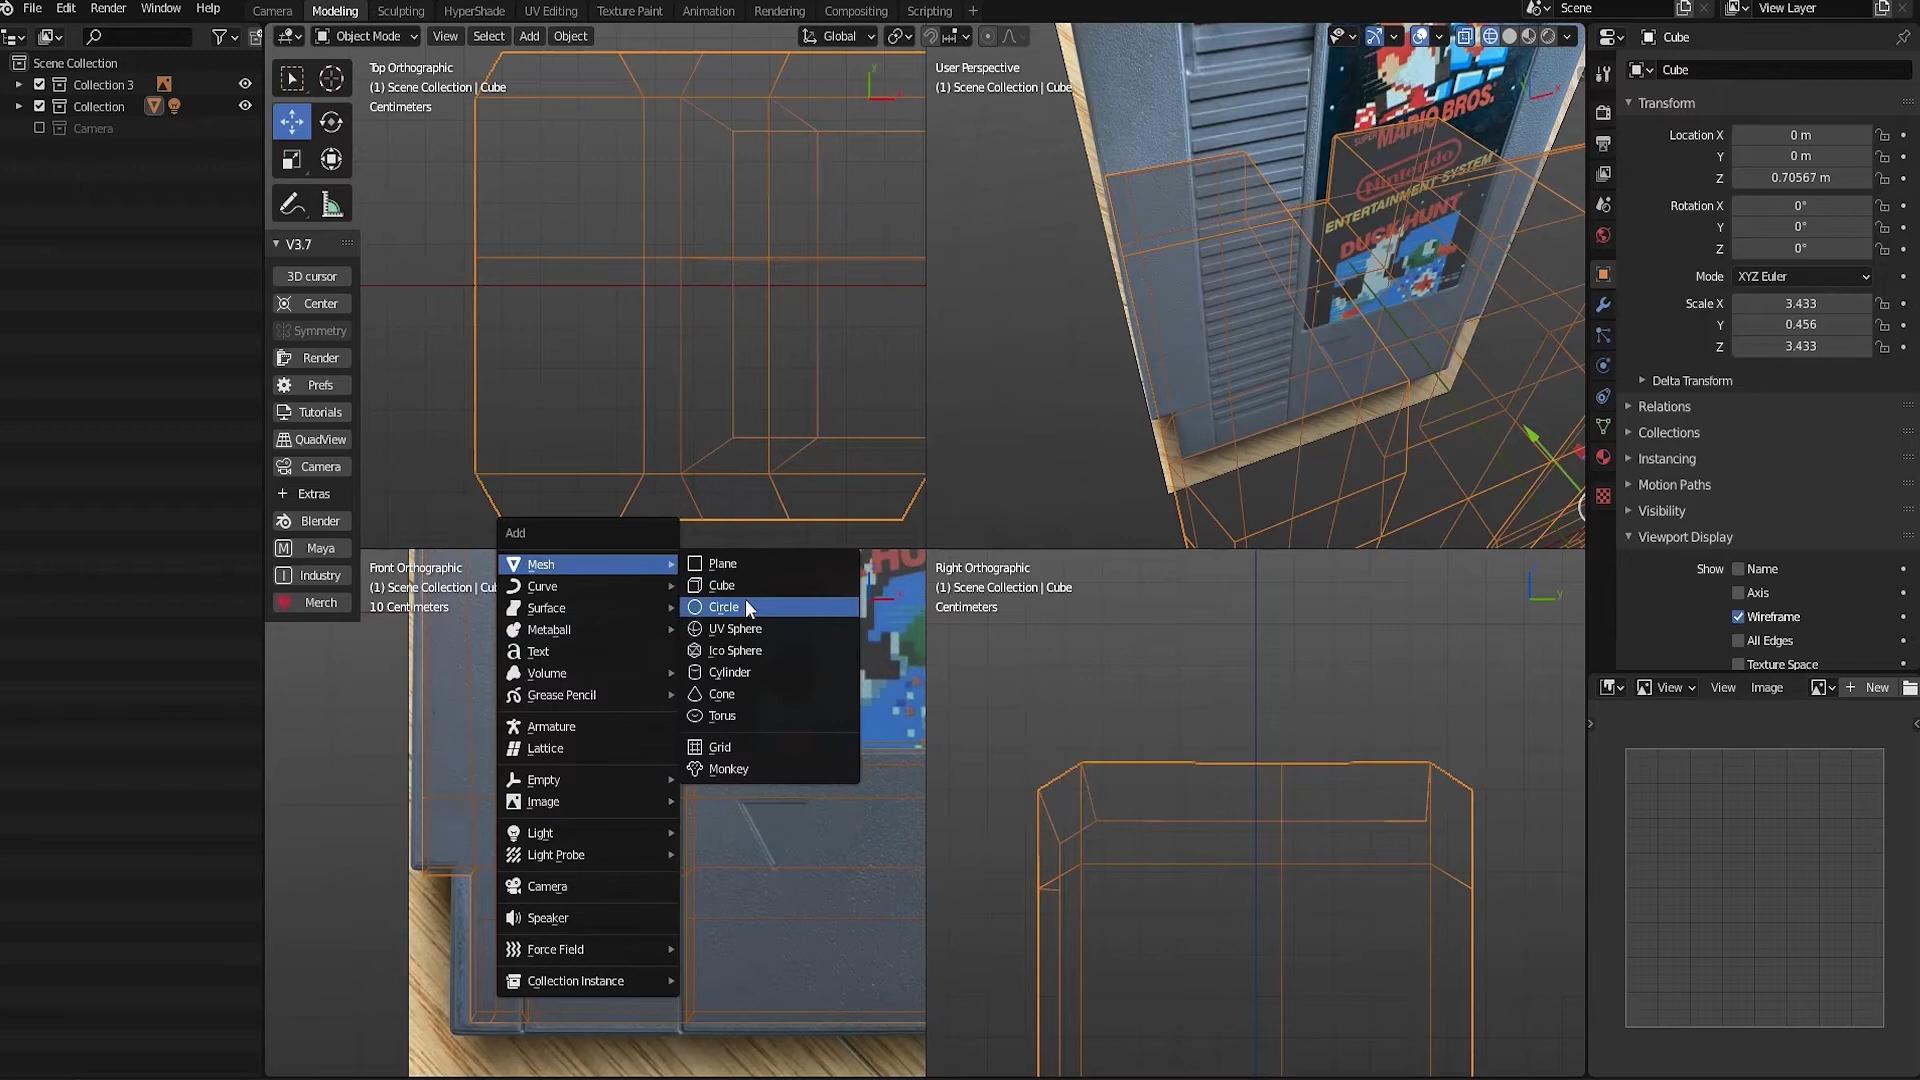 File Edit Render Window Help
Camera Modeling Sculpting HyperShade UV Editing Texture Paint Animation Rendering Compositing Scripting +
Scene View Layer
Object Mode View Select Add Object Global
Cube
Scene Collection
Collection 3
Collection
Camera
V3.7
3D cursor
Center
Symmetry
Render
Prefs
Tutorials
QuadView
Camera
+ Extras
Blender
Maya
Industry
Merch
Top Orthographic
(1) Scene Collection | Cube
Centimeters
User Perspective
(1) Scene Collection | Cube
SUPER
MARIO BROS.
Nintendo
ENTERTAINMENT SYSTEM
DUCK HUNT
Front Orthographic
(1) Scene Collection | Cu
10 Centimeters
Add
Mesh
Curve
Surface
Metaball
Text
Volume
Grease Pencil
Armature
Lattice
Empty
Image
Light
Light Probe
Camera
Speaker
Force Field
Collection Instance
Plane
Cube
Circle
UV Sphere
Ico Sphere
Cylinder
Cone
Torus
Grid
Monkey
Right Orthographic
(1) Scene Collection | Cube
Centimeters
Cube
Transform
Location X 0 m
Y 0 m
Z 0.70567 m
Rotation X 0°
Y 0°
Z 0°
Mode XYZ Euler
Scale X 3.433
Y 0.456
Z 3.433
Delta Transform
Relations
Collections
Instancing
Motion Paths
Visibility
Viewport Display
Show Name
Axis
Wireframe
All Edges
Texture Space
View View Image + New